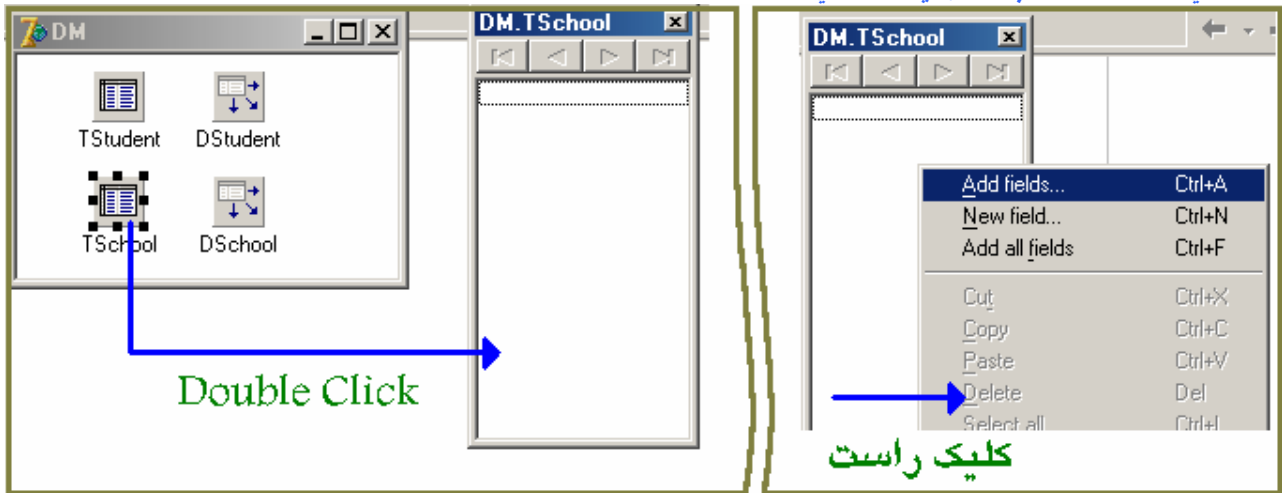 DM
TStudent DStudent
TSchool DSchool
Double Click
DM.TSchool
DM.TSchool
Add fields... Ctrl+A
New field... Ctrl+N
Add all fields Ctrl+F
Cut Ctrl+X
Copy Ctrl+C
Paste Ctrl+V
Delete Del
Select all Ctrl+L
کلیک راست